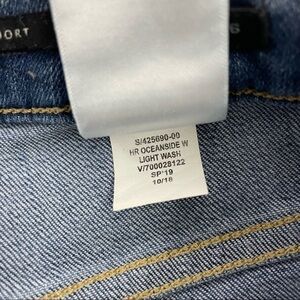 ORT
S/425690-00
HR OCEANSIDE W
LIGHT WASH
V/700028122
SP'19
10/18